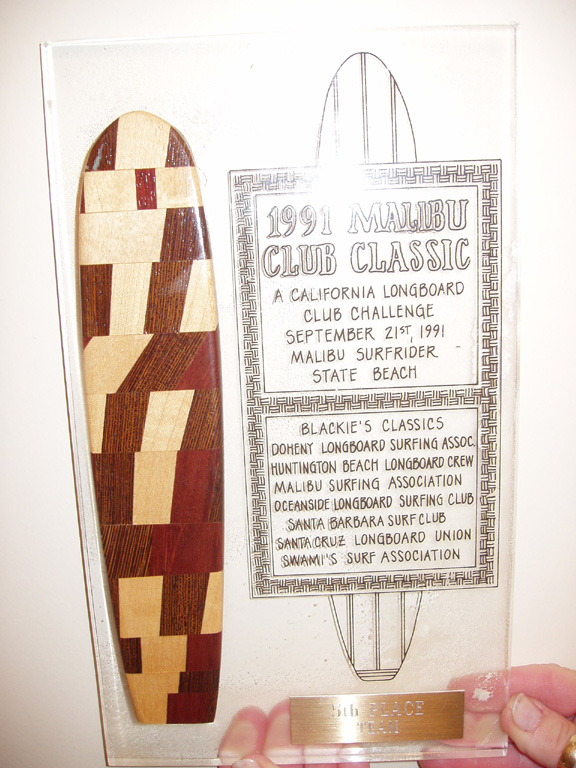 1991 MALIBU
CLUB CLASSIC
A CALIFORNIA LONGBOARD
CLUB CHALLENGE
SEPTEMBER 21ST, 1991
MALIBU SURFRIDER
STATE BEACH
BLACKIE'S CLASSICS
DOHENY LONGBOARD SURFING ASSOC.
HUNTINGTON BEACH LONGBOARD CREW
MALIBU SURFING ASSOCIATION
OCEANSIDE LONGBOARD SURFING CLUB
SANTA BARBARA SURF CLUB
SANTA CRUZ LONGBOARD UNION
SWAMI'S SURF ASSOCIATION
5th PLACE
TEAM